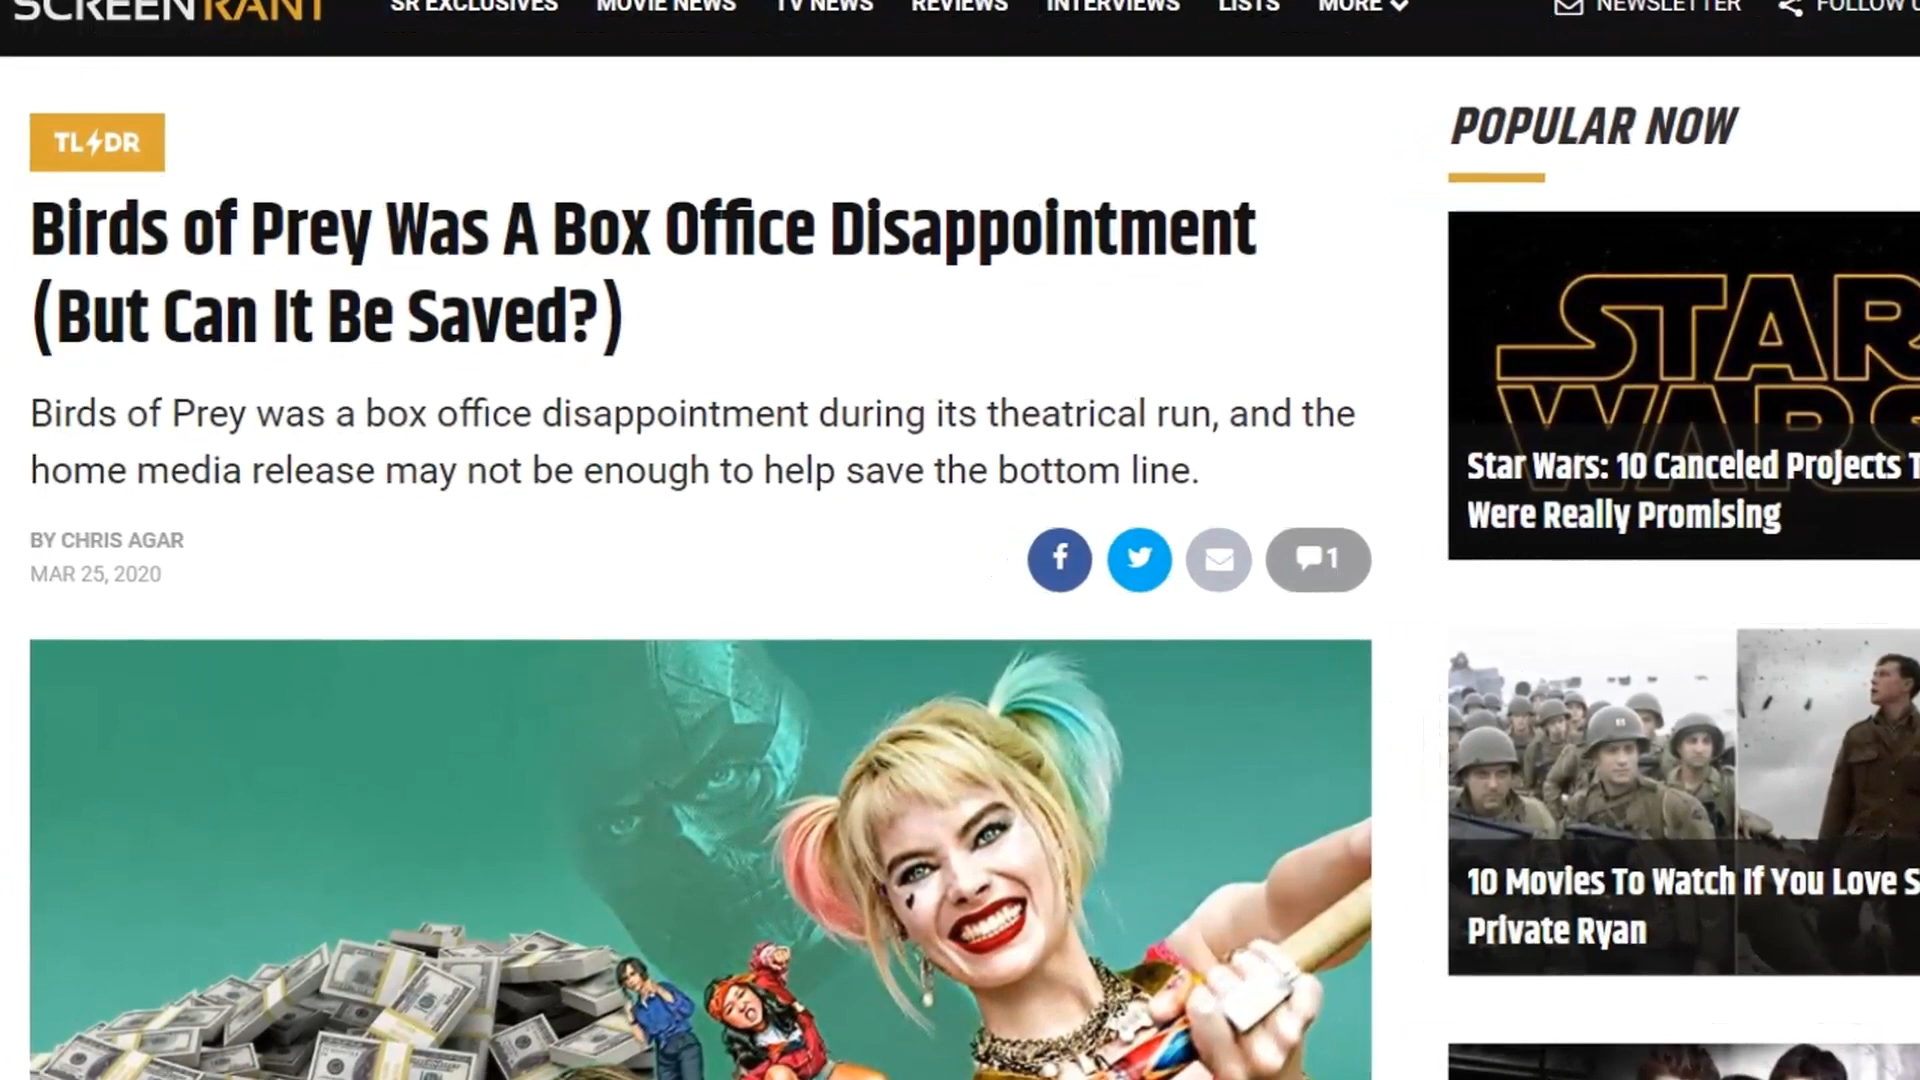 SCREENRANT
SR EXCLUSIVES MOVIE NEWS TV NEWS REVIEWS INTERVIEWS LISTS MORE NEWSLETTER FOLLOW
TL DR
Birds of Prey Was A Box Office Disappointment
(But Can It Be Saved?)
Birds of Prey was a box office disappointment during its theatrical run, and the
home media release may not be enough to help save the bottom line.
BY CHRIS AGAR
MAR 25, 2020
1
POPULAR NOW
STAR
WARS
Star Wars: 10 Canceled Projects
Were Really Promising
10 Movies To Watch If You Love
Private Ryan